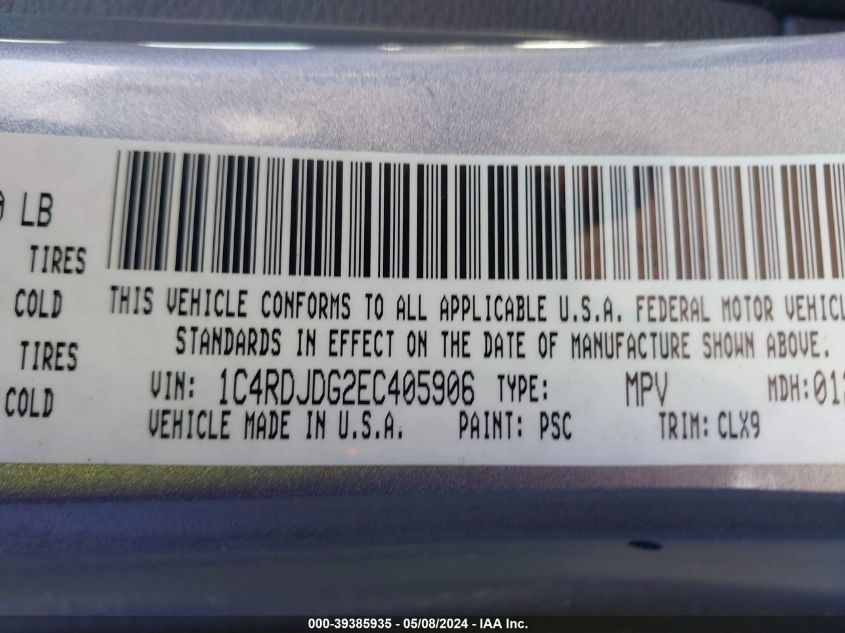 0 LB
TIRES
COLD
THIS VEHICLE CONFORMS TO ALL APPLICABLE U.S.A. FEDERAL MOTOR VEHICL
STANDARDS IN EFFECT ON THE DATE OF MANUFACTURE SHOWN ABOVE.
TIRES
COLD
VIN: 1C4RDJDG2EC405906 TYPE: MPV MDH: 012
VEHICLE MADE IN U.S.A. PAINT: PSC TRIM: CLX9
000-39385935 - 05/08/2024 - IAA Inc.